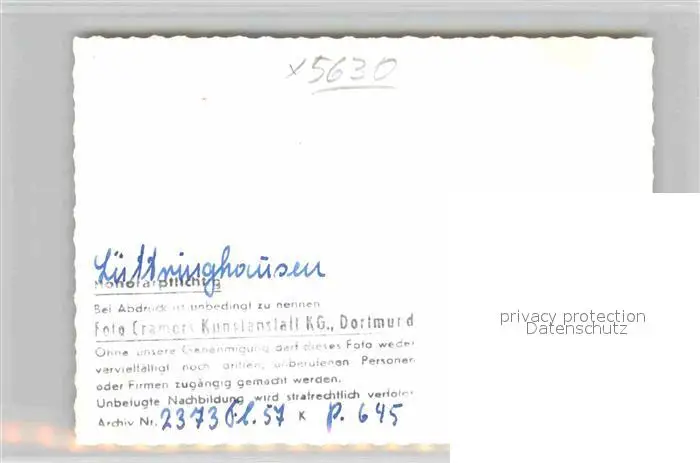 x5630
Lüttringhausen
Honorarpflichtig
Bei Abdruck ist unbedingt zu nennen
Foto Cramers Kunstanstalt KG., Dortmund
Ohne unsere Genehmigung darf dieses Foto weder
vervielfältigt noch dritten, unberufenen Personen
oder Firmen zugängig gemacht werden.
Unbefugte Nachbildung wird strafrechtlich verfolgt
Archiv Nr. 2373 Pl. 57 K P. 645
privacy protection
Datenschutz